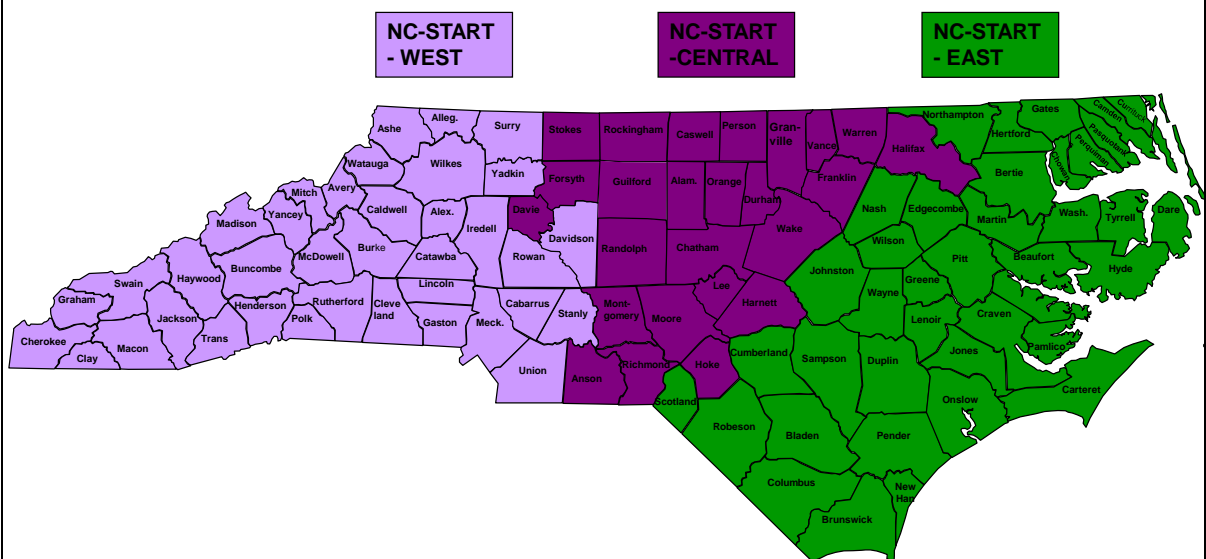 NC-START
- WEST
NC-START
-CENTRAL
NC-START
- EAST
Ashe
Alleg.
Surry
Stokes
Rockingham
Caswell
Person
Gran-
ville
Vance
Warren
Halifax
Northampton
Hertford
Gates
Camden
Currituck
Pasquotank
Perquiman
Chowan
Watauga
Wilkes
Yadkin
Forsyth
Guilford
Alam.
Orange
Durham
Franklin
Nash
Edgecombe
Bertie
Martin
Wash.
Tyrrell
Dare
Mitch
Avery
Madison
Yancey
Caldwell
Alex.
Iredell
Davie
Davidson
Randolph
Chatham
Wake
Wilson
Pitt
Beaufort
Hyde
Buncombe
McDowell
Burke
Catawba
Rowan
Johnston
Greene
Wayne
Craven
Swain
Haywood
Graham
Jackson
Henderson
Rutherford
Polk
Cleve
land
Lincoln
Gaston
Meck.
Cabarrus
Stanly
Mont-
gomery
Moore
Lee
Harnett
Lenoir
Jones
Pamlico
Cherokee
Clay
Macon
Trans
Union
Anson
Richmond
Hoke
Scotland
Cumberland
Sampson
Duplin
Onslow
Carteret
Robeson
Bladen
Pender
Columbus
Brunswick
New
Han